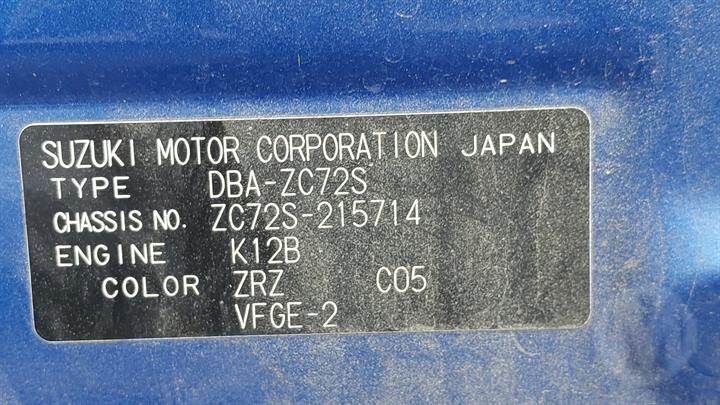 SUZUKI MOTOR CORPORATION JAPAN
TYPE DBA-ZC72S
CHASSIS NO. ZC72S-215714
ENGINE K12B
COLOR ZRZ C05
VFGE-2